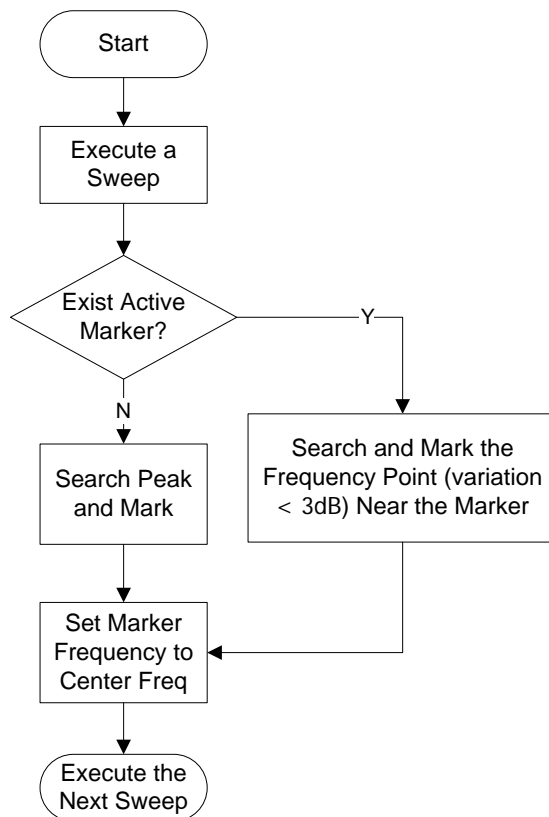 Start
Execute a
Sweep
Exist Active
Marker?
Y
N
Search Peak
and Mark
Search and Mark the
Frequency Point (variation
< 3dB) Near the Marker
Set Marker
Frequency to
Center Freq
Execute the
Next Sweep